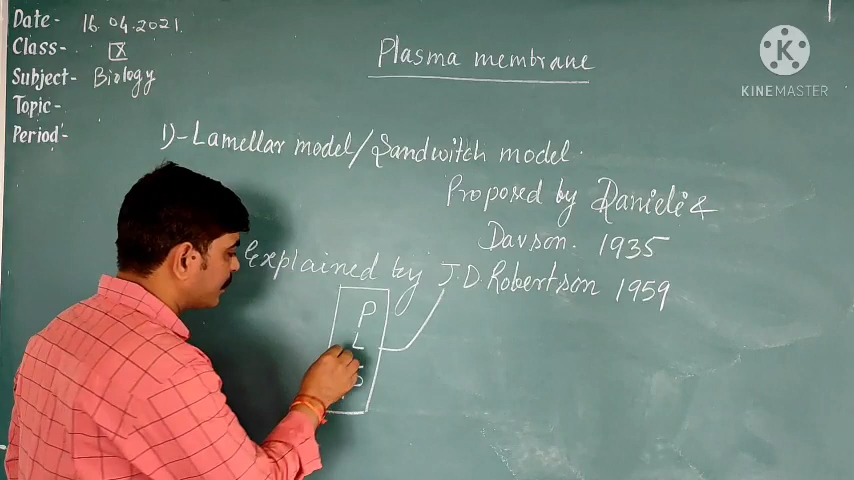 Date- 16.04.2021.
Class- X
Subject- Biology
Topic-
Period-
Plasma membrane
K
KINEMASTER
1)- Lamellar model/Sandwitch model.
Proposed by Danieli &
Davson. 1935
Explained by J.D. Robertson 1959
P
L